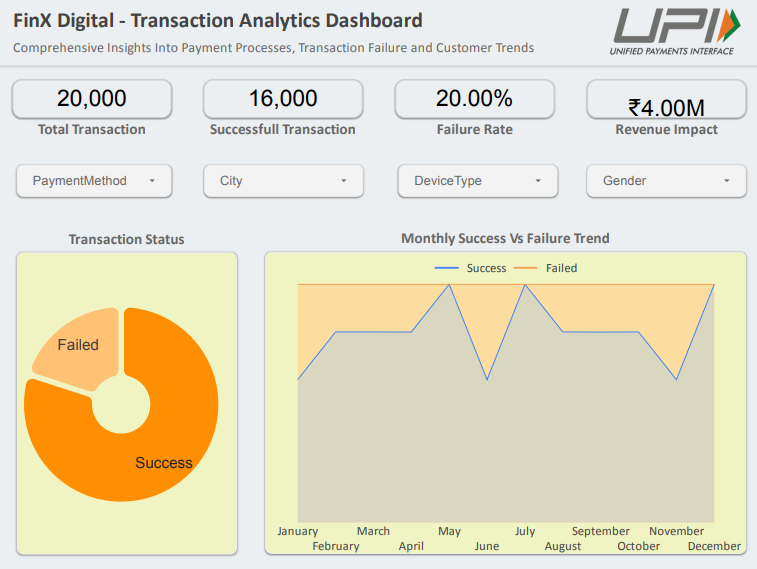 FinX Digital - Transaction Analytics Dashboard
Comprehensive Insights Into Payment Processes, Transaction Failure and Customer Trends
UPI
UNIFIED PAYMENTS INTERFACE
20,000
Total Transaction
16,000
Successfull Transaction
20.00%
Failure Rate
₹4.00M
Revenue Impact
PaymentMethod
City
DeviceType
Gender
Transaction Status
Failed
Success
Monthly Success Vs Failure Trend
Success Failed
January March May July September November
February April June August October December